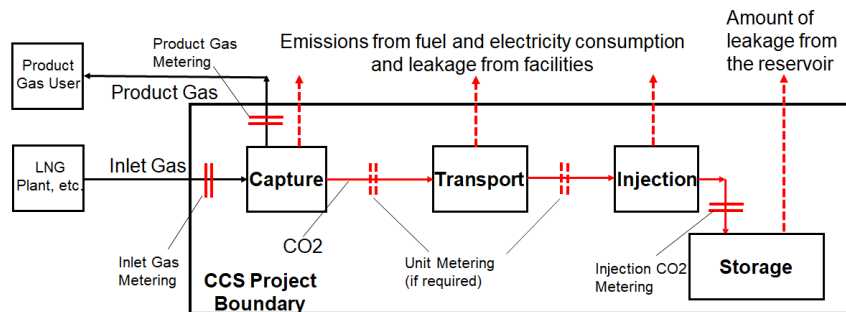 Product Gas
Metering
Emissions from fuel and electricity consumption
and leakage from facilities
Amount of
leakage from
the reservoir
Product
Gas User
Product Gas
LNG
Plant, etc.
Inlet Gas
Capture
Transport
Injection
CO2
Inlet Gas
Metering
Unit Metering
(if required)
Injection CO2
Metering
Storage
CCS Project
Boundary